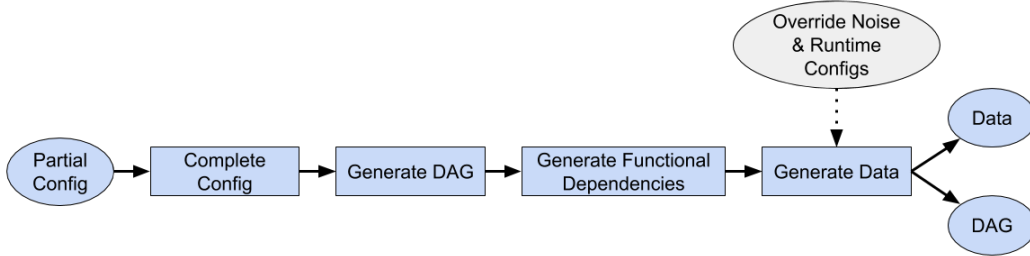 Override Noise
& Runtime
Configs
Partial
Config
Complete
Config
Generate DAG
Generate Functional
Dependencies
Generate Data
Data
DAG